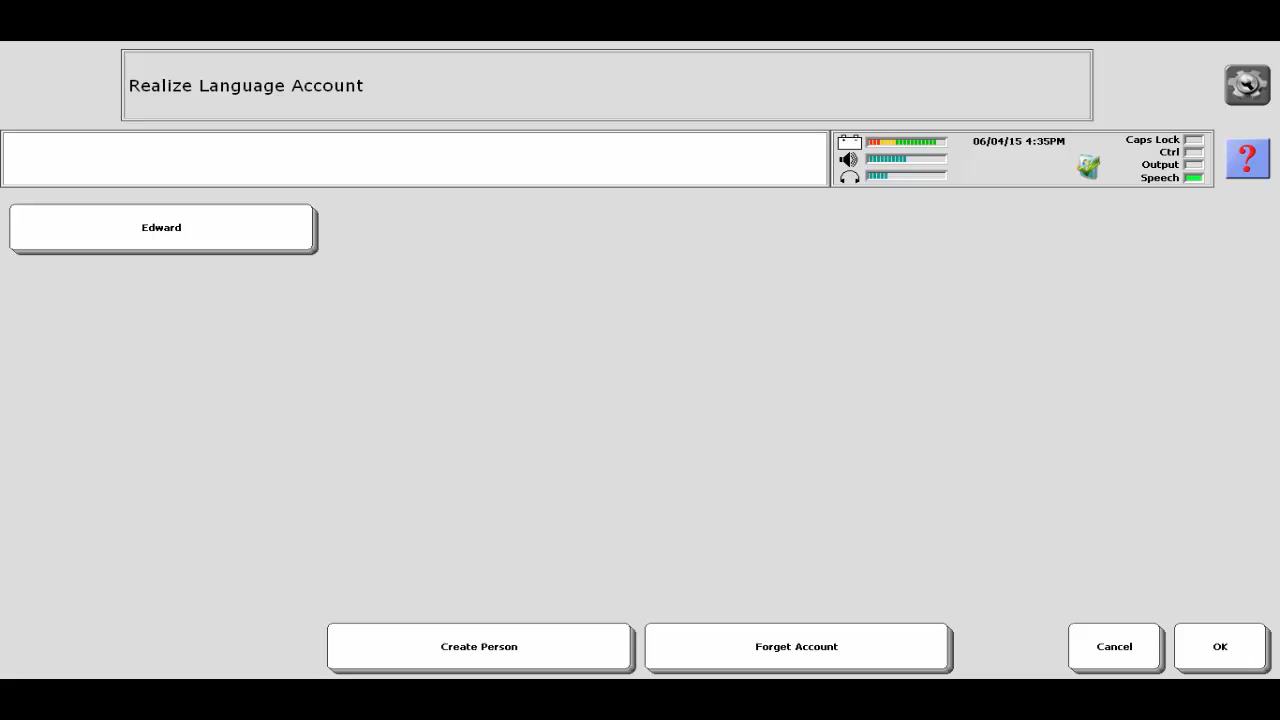 Realize Language Account
06/04/15 4:35PM
Caps Lock
Ctrl
Output
Speech
?
Edward
Create Person
Forget Account
Cancel
OK